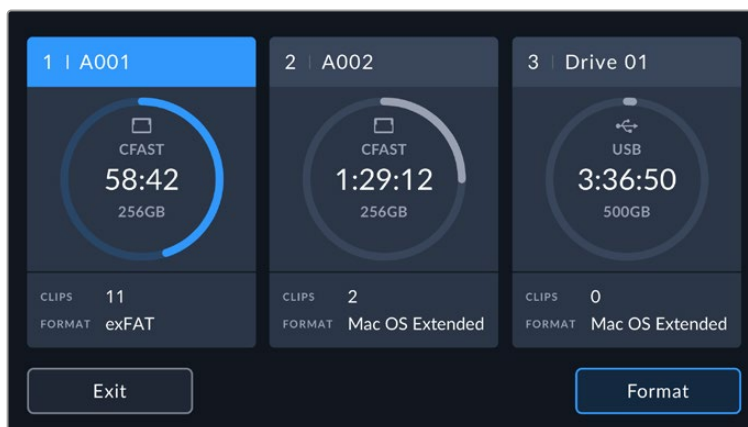 1 | A001
CFAST
58:42
256GB
CLIPS 11
FORMAT exFAT
2 | A002
CFAST
1:29:12
256GB
CLIPS 2
FORMAT Mac OS Extended
3 | Drive 01
USB
3:36:50
500GB
CLIPS 0
FORMAT Mac OS Extended
Exit
Format